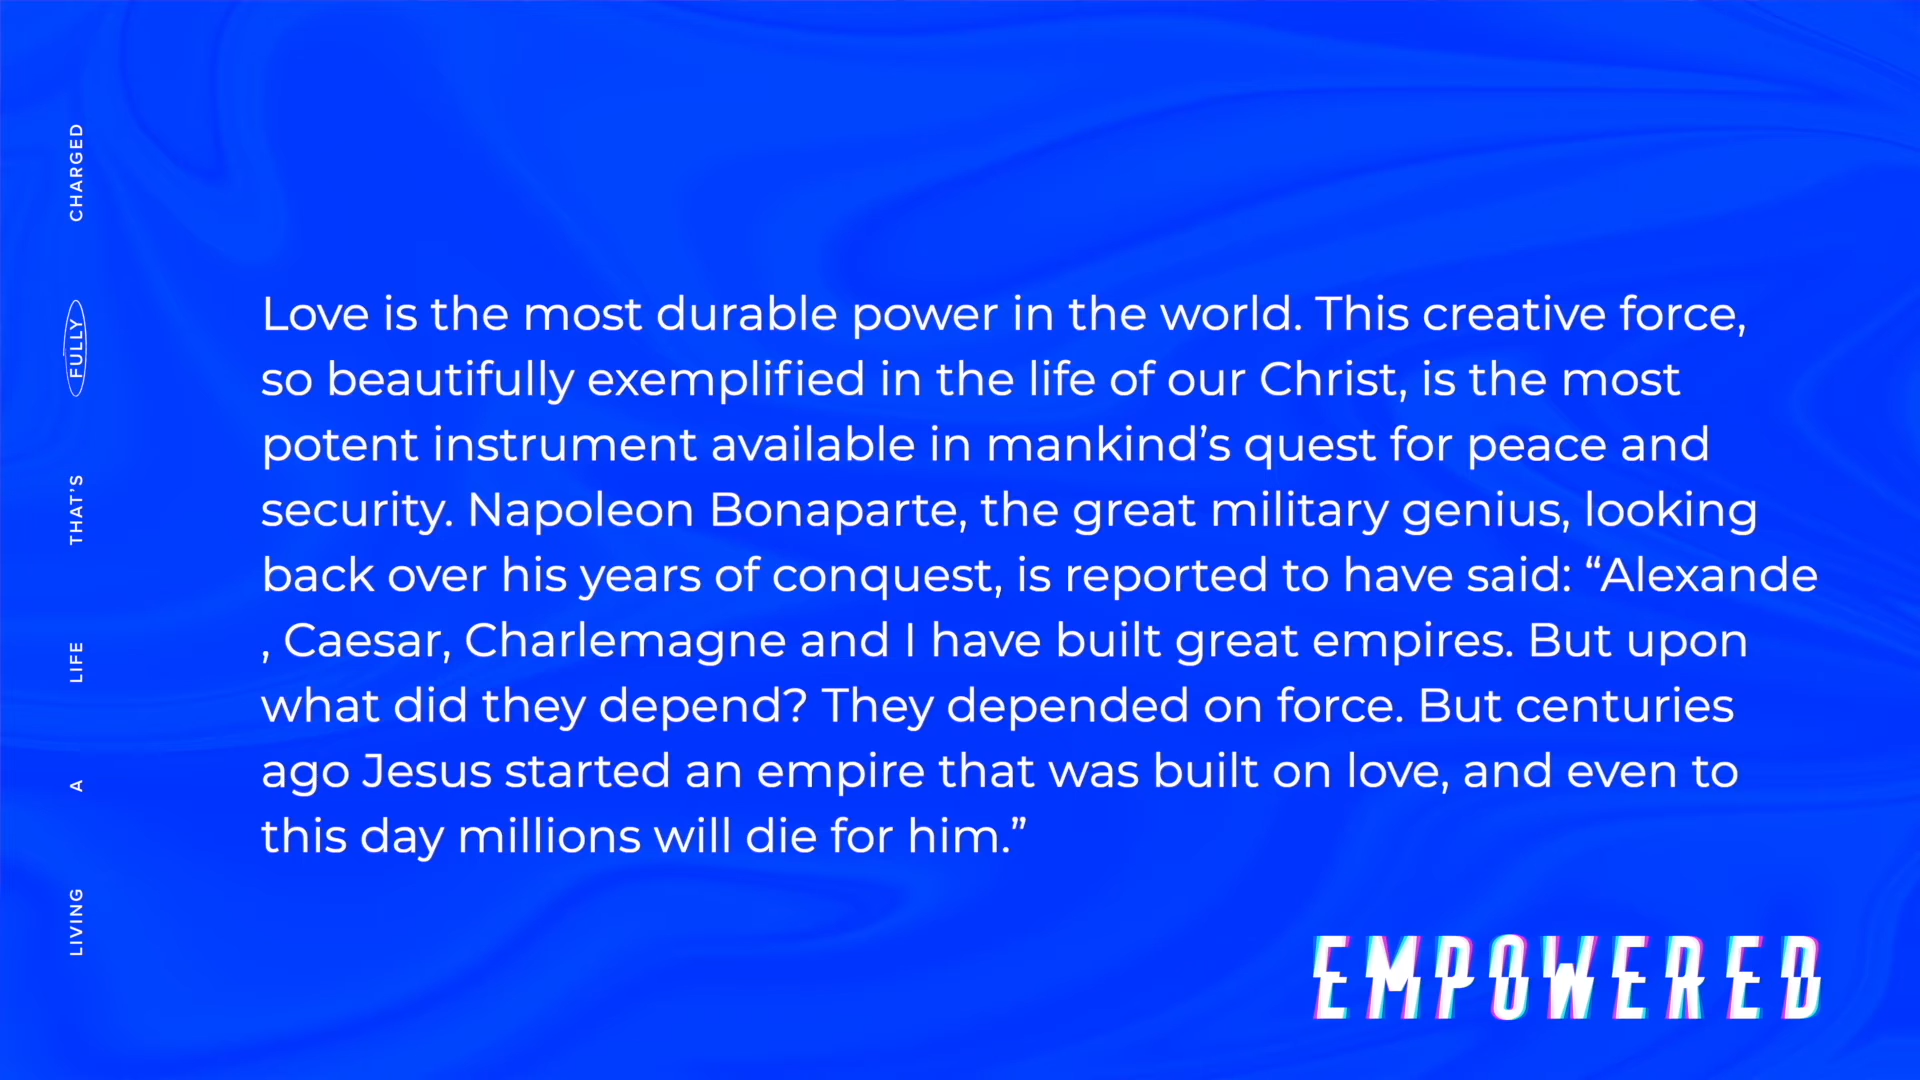 CHARGED
FULLY
THAT'S
LIFE
A
LIVING
Love is the most durable power in the world. This creative force,
so beautifully exemplified in the life of our Christ, is the most
potent instrument available in mankind’s quest for peace and
security. Napoleon Bonaparte, the great military genius, looking
back over his years of conquest, is reported to have said: “Alexande
, Caesar, Charlemagne and I have built great empires. But upon
what did they depend? They depended on force. But centuries
ago Jesus started an empire that was built on love, and even to
this day millions will die for him.”
EMPOWERED